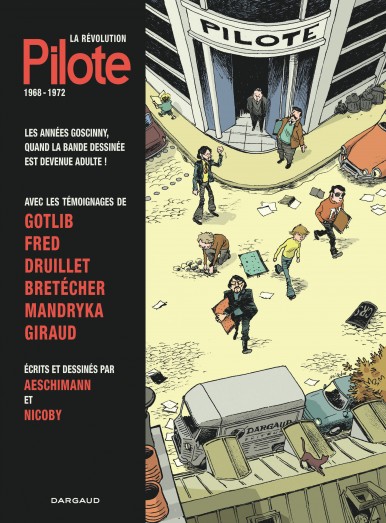 LA RÉVOLUTION
Pilote
1968-1972
LES ANNÉES GOSCINNY,
QUAND LA BANDE DESSINÉE
EST DEVENUE ADULTE !
AVEC LES TÉMOIGNAGES DE
GOTLIB
FRED
DRUILLET
BRETÉCHER
MANDRYKA
GIRAUD
ÉCRITS ET DESSINÉS PAR
AESCHIMANN
ET
NICOBY
DARGAUD
PILOTE
DARGAUD